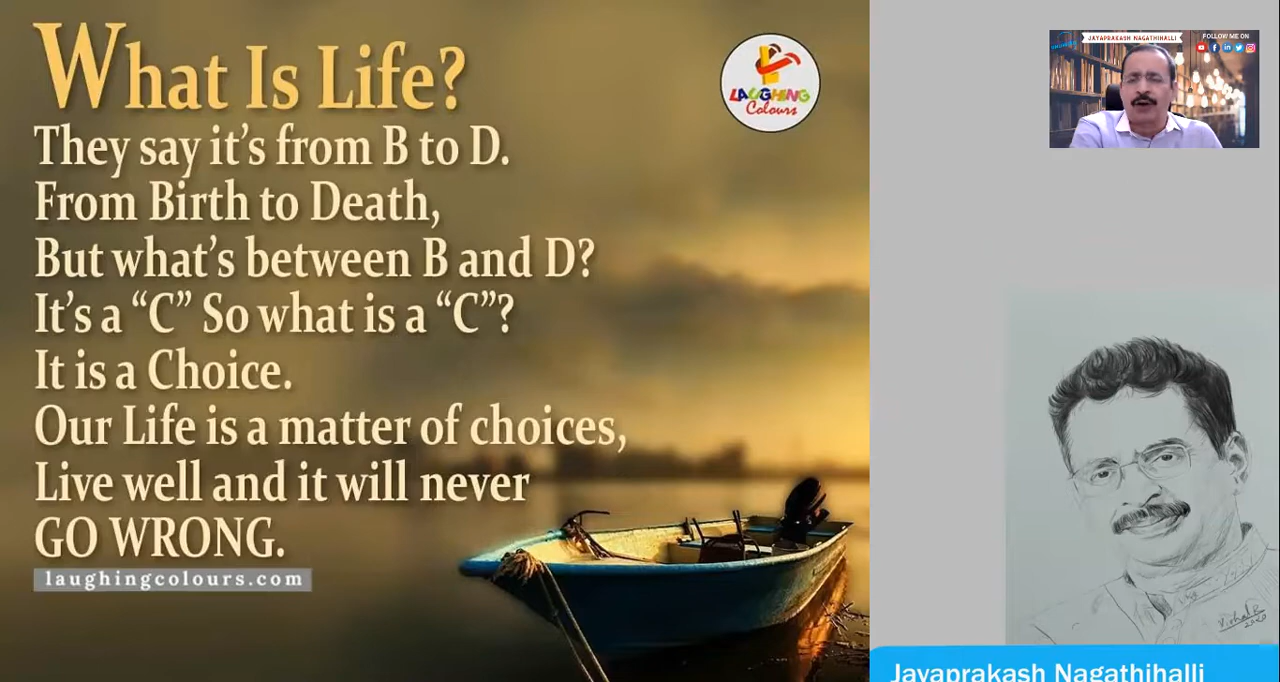 What Is Life?
They say it’s from B to D.
From Birth to Death,
But what’s between B and D?
It’s a “C” So what is a “C”?
It is a Choice.
Our Life is a matter of choices,
Live well and it will never
GO WRONG.
laughingcolours.com
LAUGHING
Colours
JAYAPRAKASH NAGATHIHALLI
FOLLOW ME ON
2020
Jayaprakash Nagathihalli